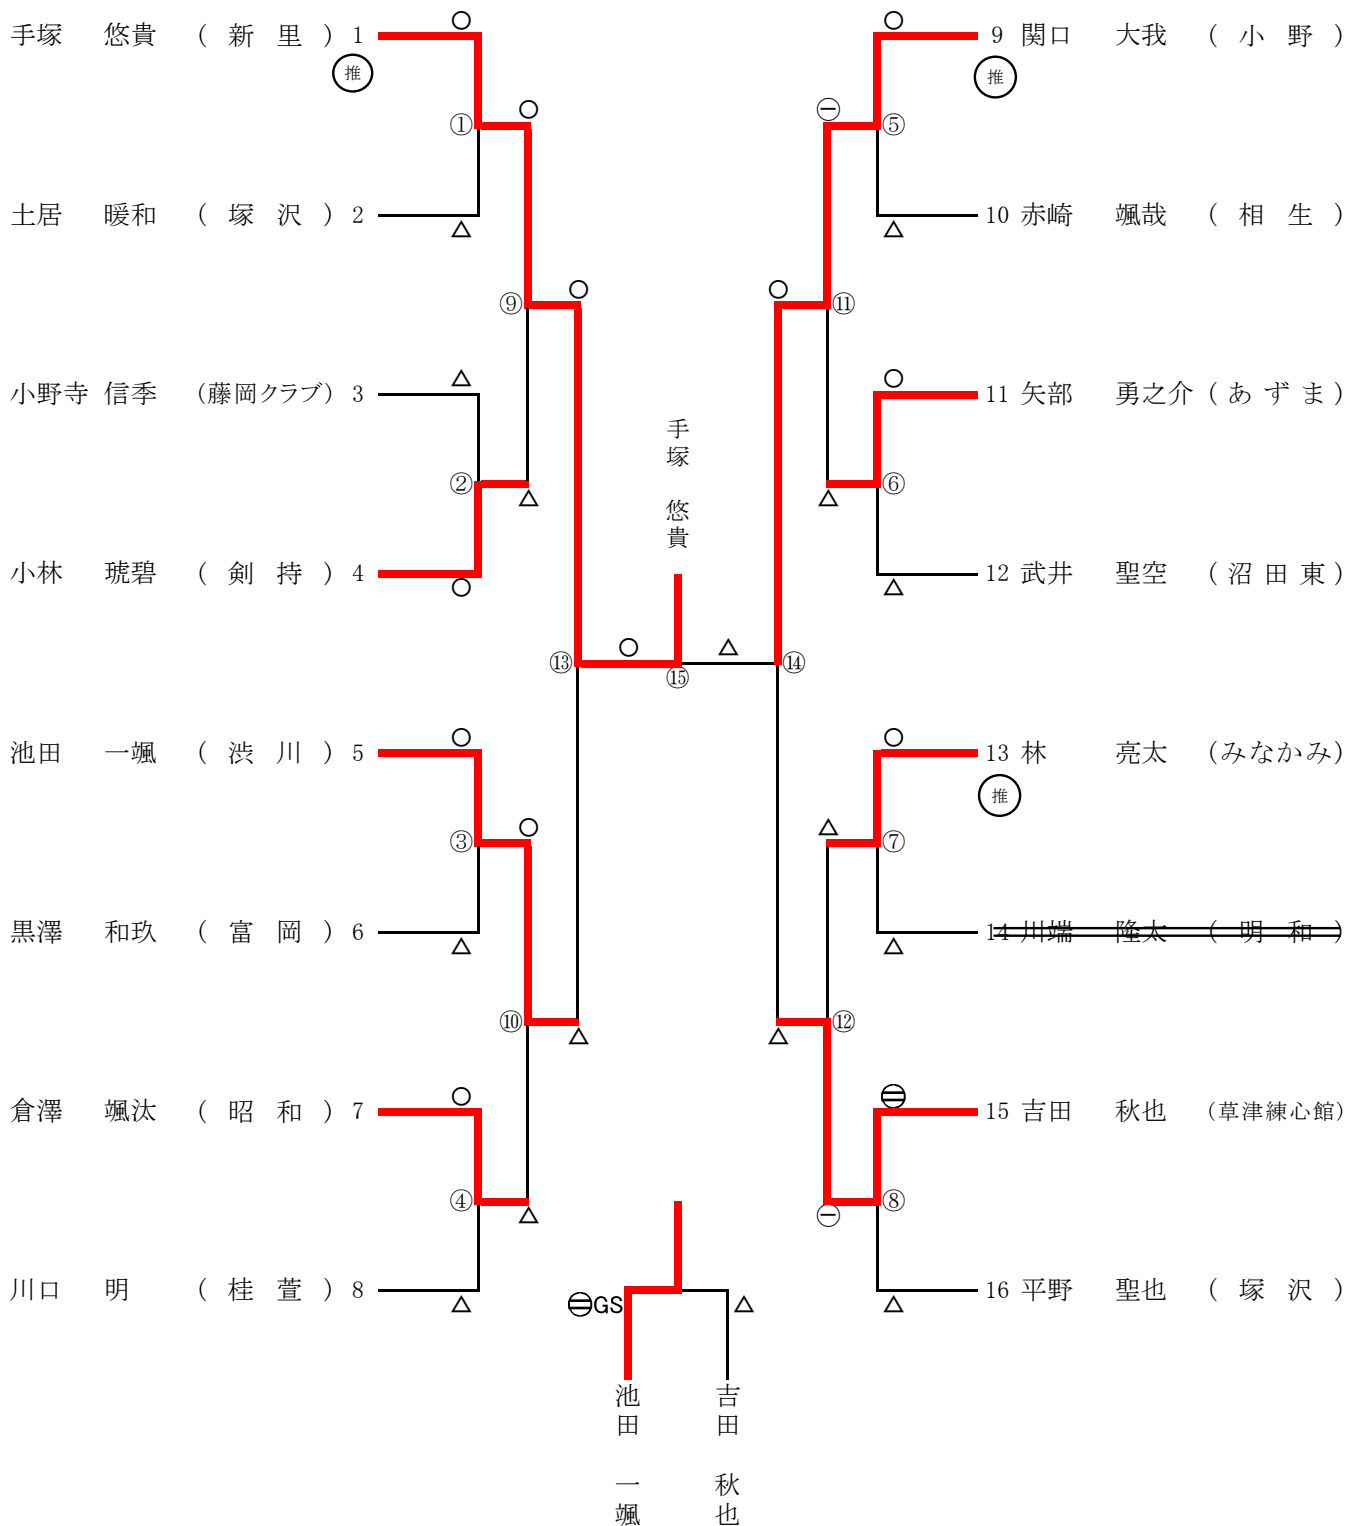 手塚 悠貴 ( 新 里 ) 1
推
土居 暖和 ( 塚 沢 ) 2
小野寺 信季 (藤岡クラブ) 3
小林 琥碧 ( 剣 持 ) 4
池田 一颯 ( 渋 川 ) 5
黒澤 和玖 ( 富 岡 ) 6
倉澤 颯汰 ( 昭 和 ) 7
川口 明 ( 桂 萱 ) 8
①
②
③
④
⑨
⑩
⑬
手塚 悠貴
⑮
⑭
⑪
⑫
⑤
⑥
⑦
⑧
9 関口 大我 ( 小 野 )
推
10 赤崎 颯哉 ( 相 生 )
11 矢部 勇之介 ( あ ず ま )
12 武井 聖空 ( 沼 田 東 )
13 林 亮太 (みなかみ)
推
14 川端 隆太 ( 明 和 )
15 吉田 秋也 (草津練心館)
16 平野 聖也 ( 塚 沢 )
GS
池田 一颯
吉田 秋也